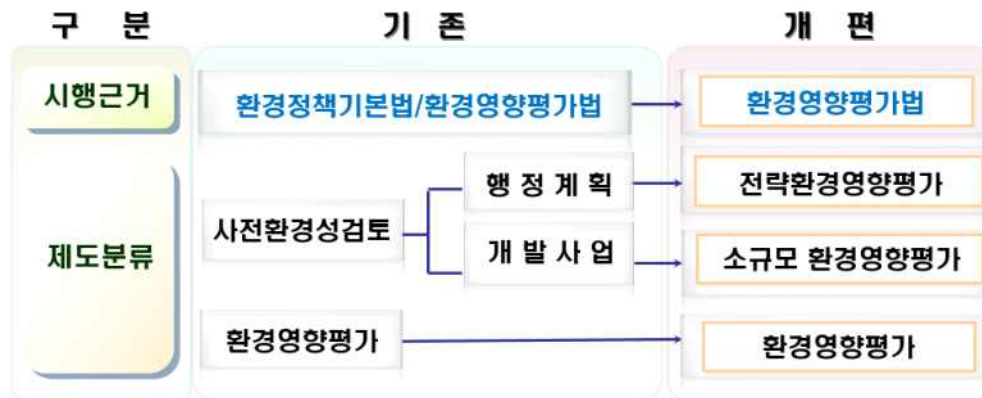 구 분 기 존 개 편
시행근거 환경정책기본법/환경영향평가법 환경영향평가법
행 정 계 획 전략환경영향평가
사전환경성검토
제도분류 개 발 사 업 소규모 환경영향평가
환경영향평가 환경영향평가